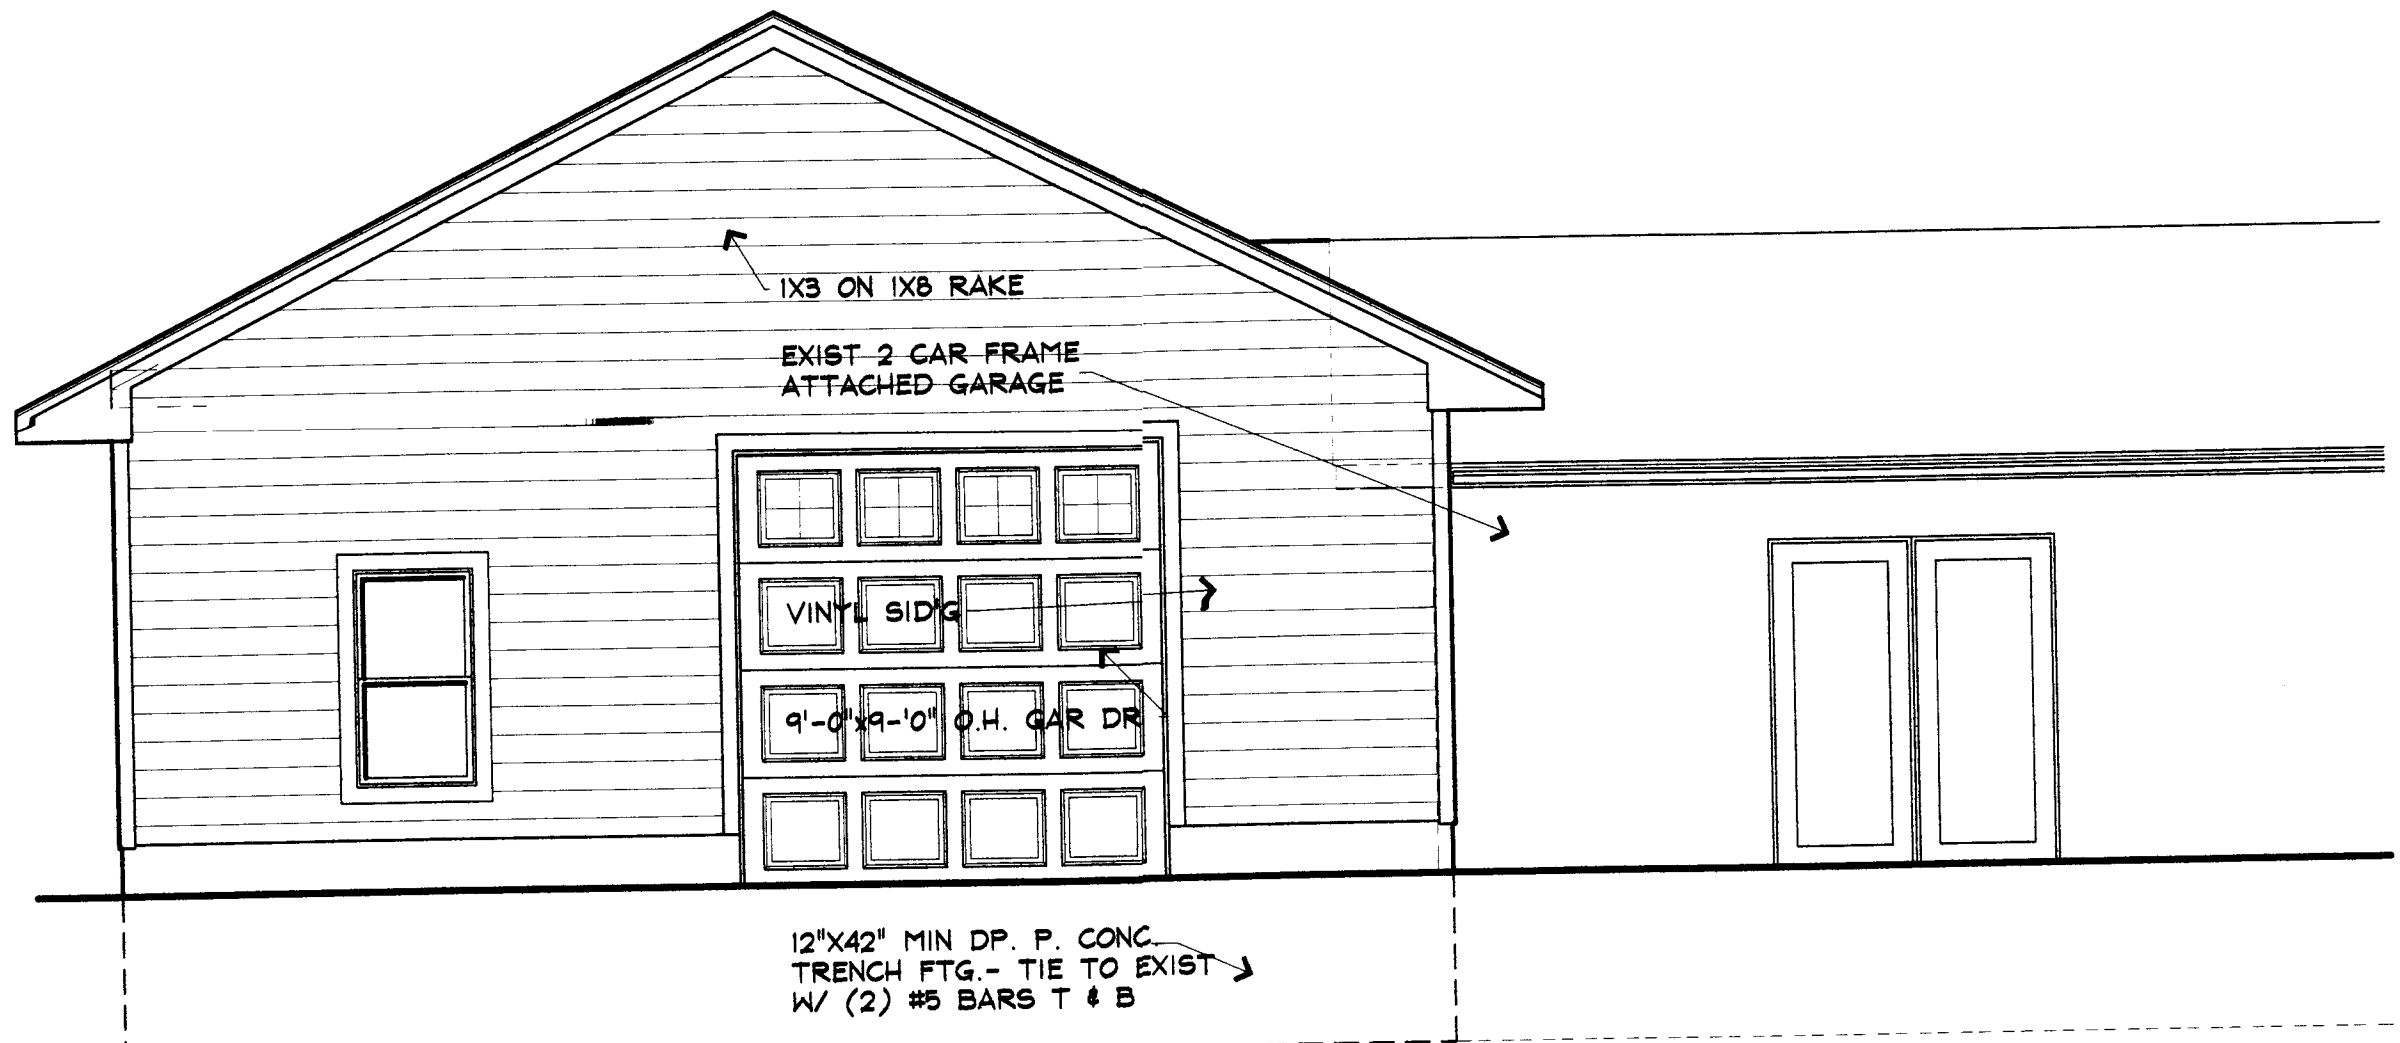 1X3 ON 1X8 RAKE
EXIST 2 CAR FRAME
ATTACHED GARAGE
VINYL SID'G
9'-0"x9-'0" O.H. GAR DR
12"X42" MIN DP. P. CONC.
TRENCH FTG.- TIE TO EXIST
W/ (2) #5 BARS T & B